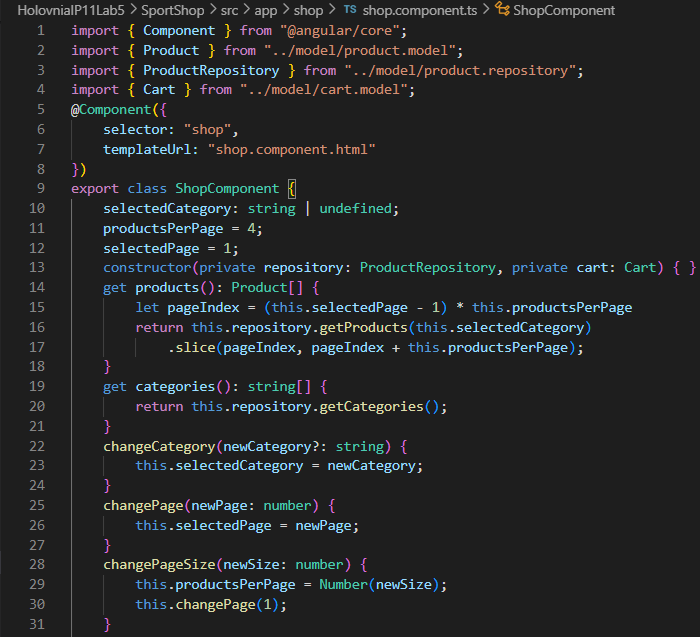 HolovniaIP11Lab5 > SportShop > src > app > shop > TS shop.component.ts > ShopComponent
1 import { Component } from "@angular/core";
2 import { Product } from "../model/product.model";
3 import { ProductRepository } from "../model/product.repository";
4 import { Cart } from "../model/cart.model";
5 @Component({
6     selector: "shop",
7     templateUrl: "shop.component.html"
8 })
9 export class ShopComponent {
10     selectedCategory: string | undefined;
11     productsPerPage = 4;
12     selectedPage = 1;
13     constructor(private repository: ProductRepository, private cart: Cart) { }
14     get products(): Product[] {
15         let pageIndex = (this.selectedPage - 1) * this.productsPerPage
16         return this.repository.getProducts(this.selectedCategory)
17             .slice(pageIndex, pageIndex + this.productsPerPage);
18     }
19     get categories(): string[] {
20         return this.repository.getCategories();
21     }
22     changeCategory(newCategory?: string) {
23         this.selectedCategory = newCategory;
24     }
25     changePage(newPage: number) {
26         this.selectedPage = newPage;
27     }
28     changePageSize(newSize: number) {
29         this.productsPerPage = Number(newSize);
30         this.changePage(1);
31     }